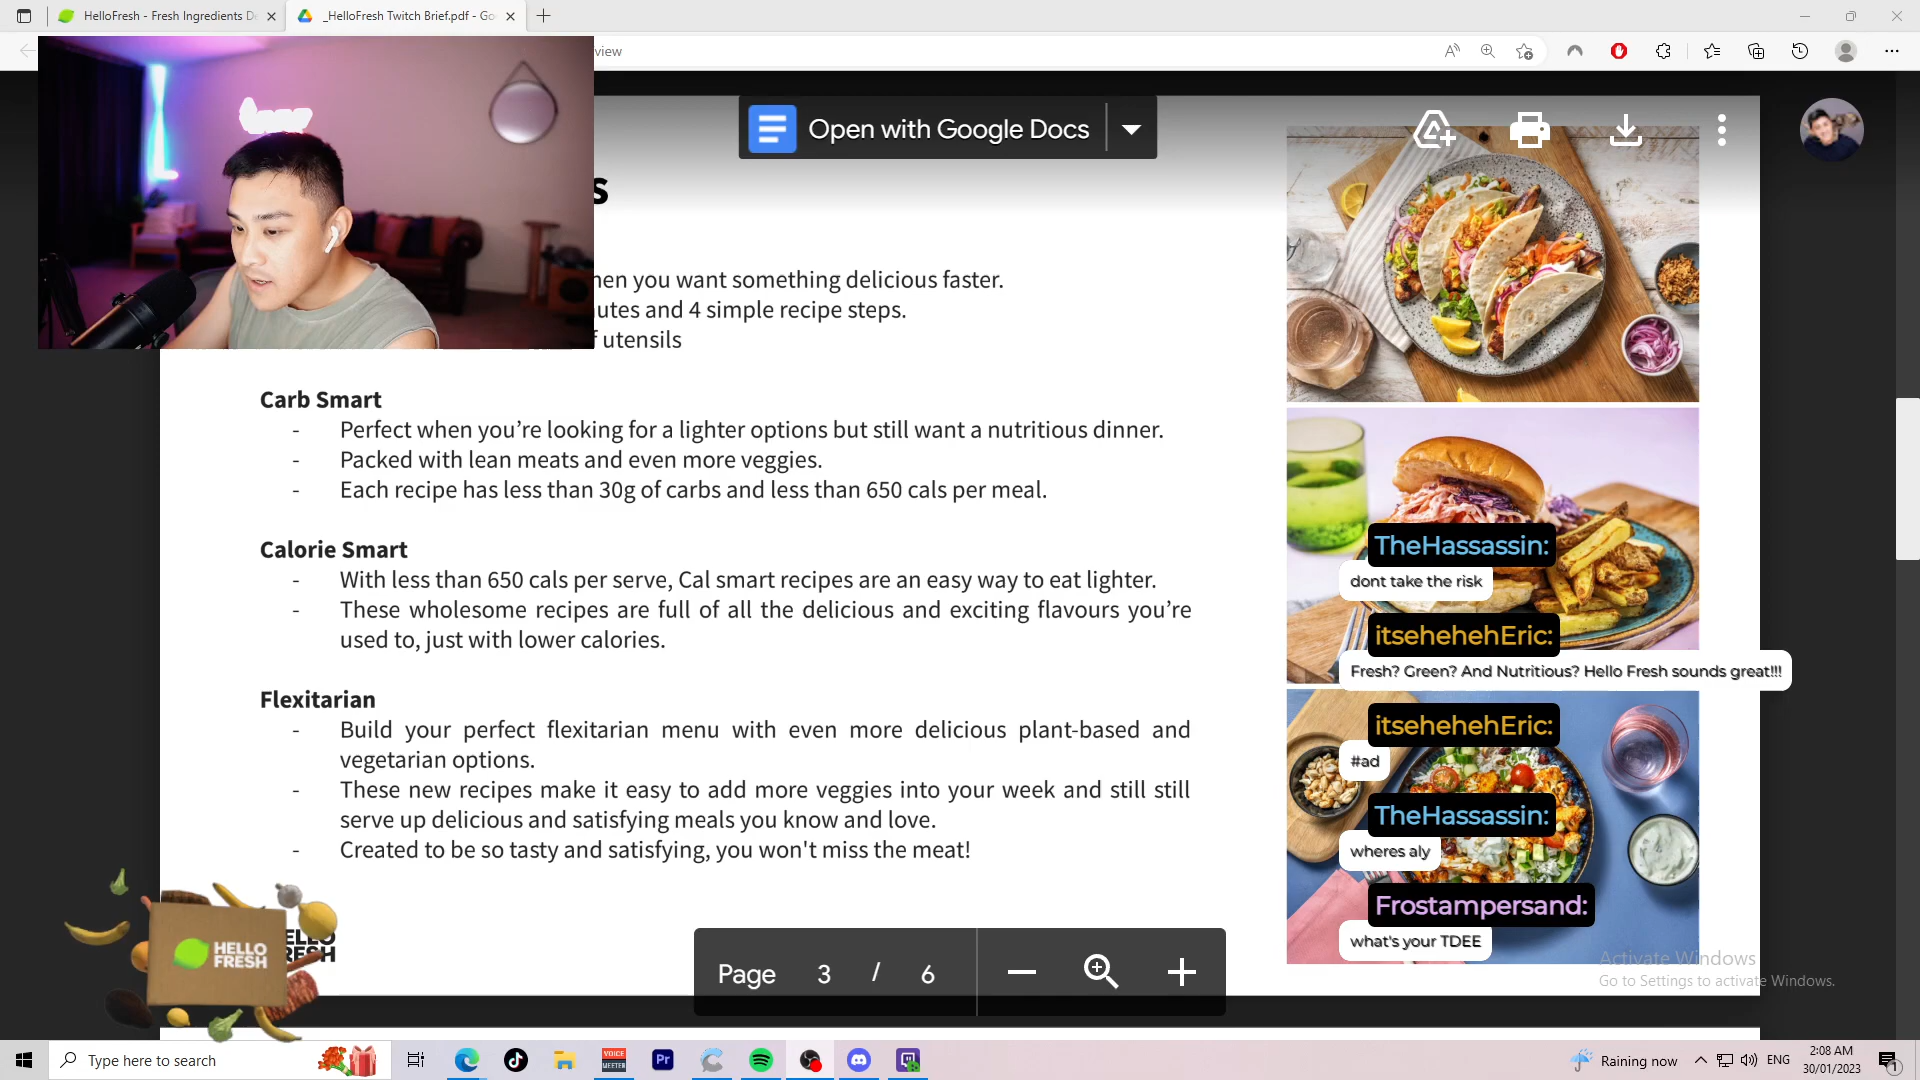 HelloFresh - Fresh Ingredients De
_HelloFresh Twitch Brief.pdf - Goo
view
Open with Google Docs
s
hen you want something delicious faster.
utes and 4 simple recipe steps.
f utensils
Carb Smart
- Perfect when you're looking for a lighter options but still want a nutritious dinner.
- Packed with lean meats and even more veggies.
- Each recipe has less than 30g of carbs and less than 650 cals per meal.
Calorie Smart
- With less than 650 cals per serve, Cal smart recipes are an easy way to eat lighter.
- These wholesome recipes are full of all the delicious and exciting flavours you're
used to, just with lower calories.
Flexitarian
- Build your perfect flexitarian menu with even more delicious plant-based and
vegetarian options.
- These new recipes make it easy to add more veggies into your week and still still
serve up delicious and satisfying meals you know and love.
- Created to be so tasty and satisfying, you won't miss the meat!
TheHassassin:
dont take the risk
itsehehehEric:
Fresh? Green? And Nutritious? Hello Fresh sounds great!!!
itsehehehEric:
#ad
TheHassassin:
wheres aly
Frostampersand:
what's your TDEE
HELLO
FRESH
Page 3 / 6
Activate Windows
Go to Settings to activate Windows.
Type here to search
VOICE
MEETER
Pr
Raining now
ENG
2:08 AM
30/01/2023
1